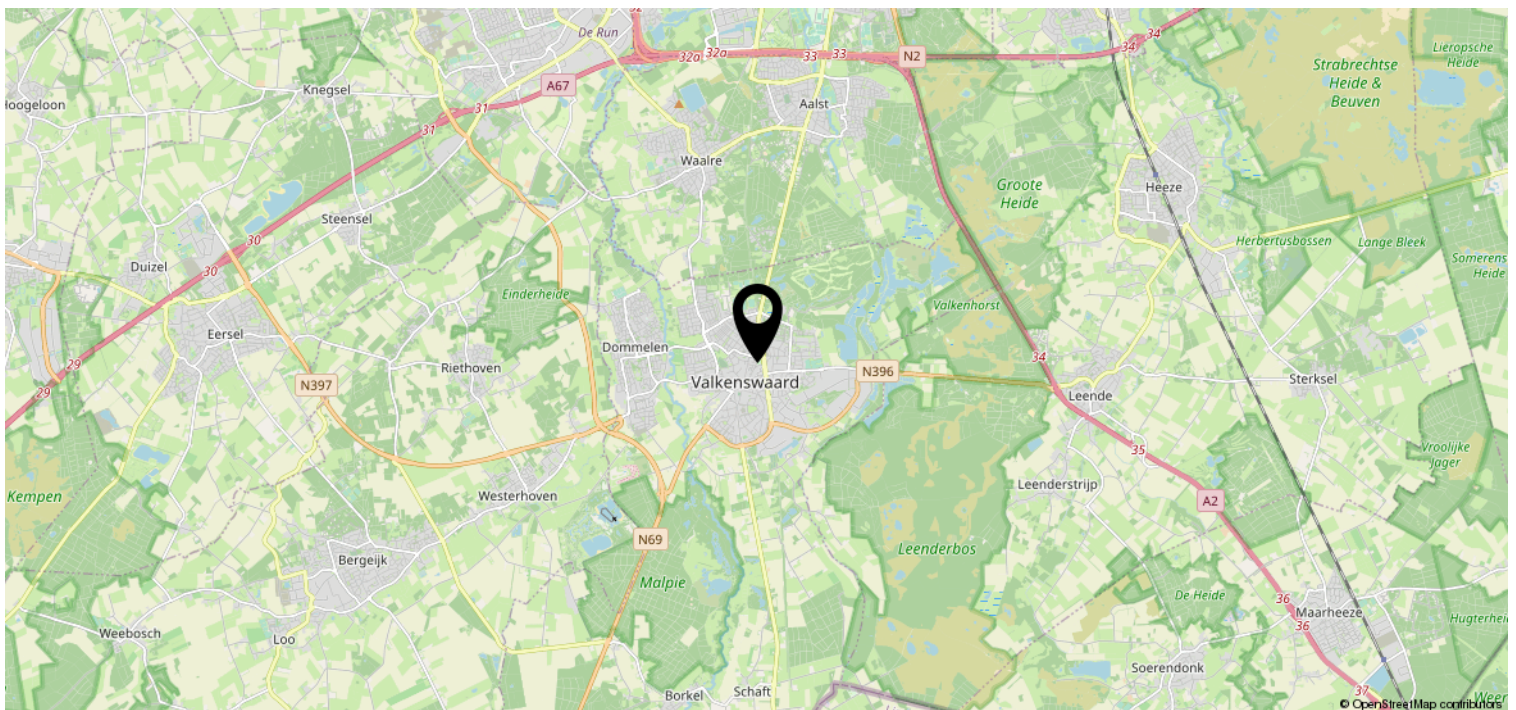 32
De Run
32a
32a
33
33
N2
34
34
Lieropsche
Heide
Strabrechtse
Heide &
Beuven
Knegsel
A67
Hoogeloon
31
31
Aalst
Waalre
Groote
Heide
Heeze
Steensel
30
30
Duizel
Herbertusbossen
Lange Bleek
Somerens
Heide
Einderheide
Valkenhorst
Eersel
Dommelen
34
Riethoven
29
29
N397
Valkenswaard
N396
Sterksel
Leende
35
Vroolijke
Jager
Kempen
Westerhoven
Leenderstrijp
A2
N69
Leenderbos
Bergeijk
Malpie
De Heide
36
36
Maarheeze
Hugterhei
Weebosch
Loo
Soerendonk
Borkel
Schaft
37
Weer
© OpenStreetMap contributors